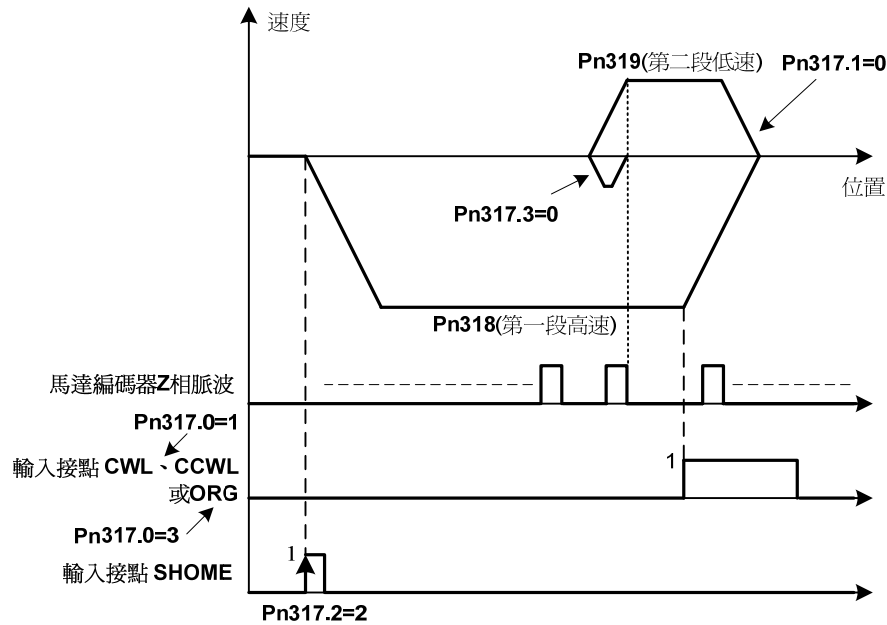 速度
Pn319(第二段低速)
Pn317.1=0
位置
Pn317.3=0
Pn318(第一段高速)
馬達編碼器Z相脈波
Pn317.0=1
輸入接點 CWL、CCWL
或ORG
1
Pn317.0=3
1
輸入接點 SHOME
Pn317.2=2